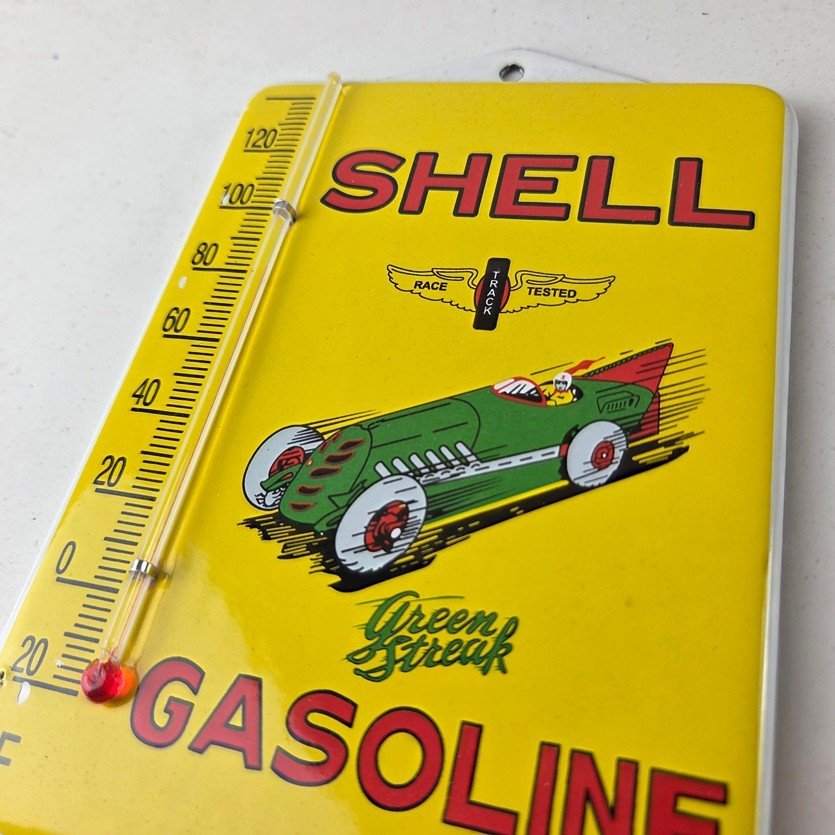 SHELL
RACE TRACK TESTED
Green
Streak
GASOLINE
120
100
80
60
40
20
0
20
F